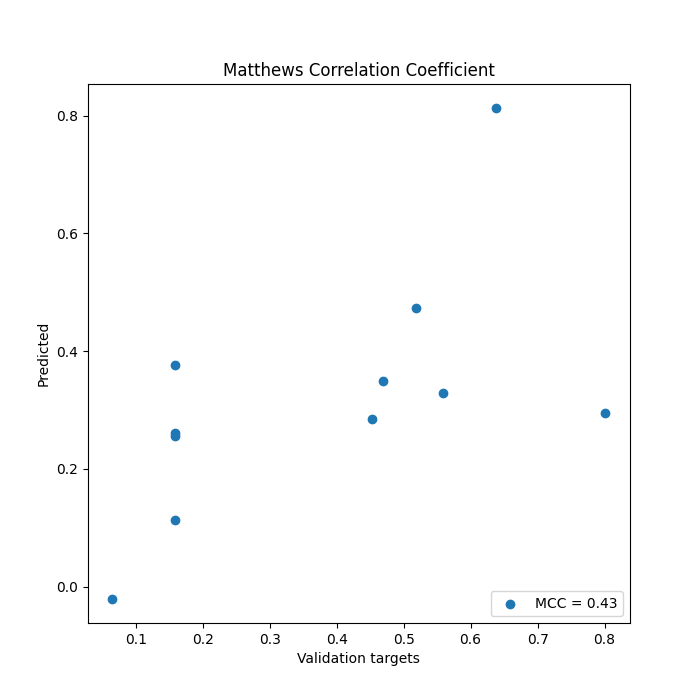 Matthews Correlation Coefficient
Predicted
0.8
0.6
0.4
0.2
0.0
MCC = 0.43
0.1 0.2 0.3 0.4 0.5 0.6 0.7 0.8
Validation targets